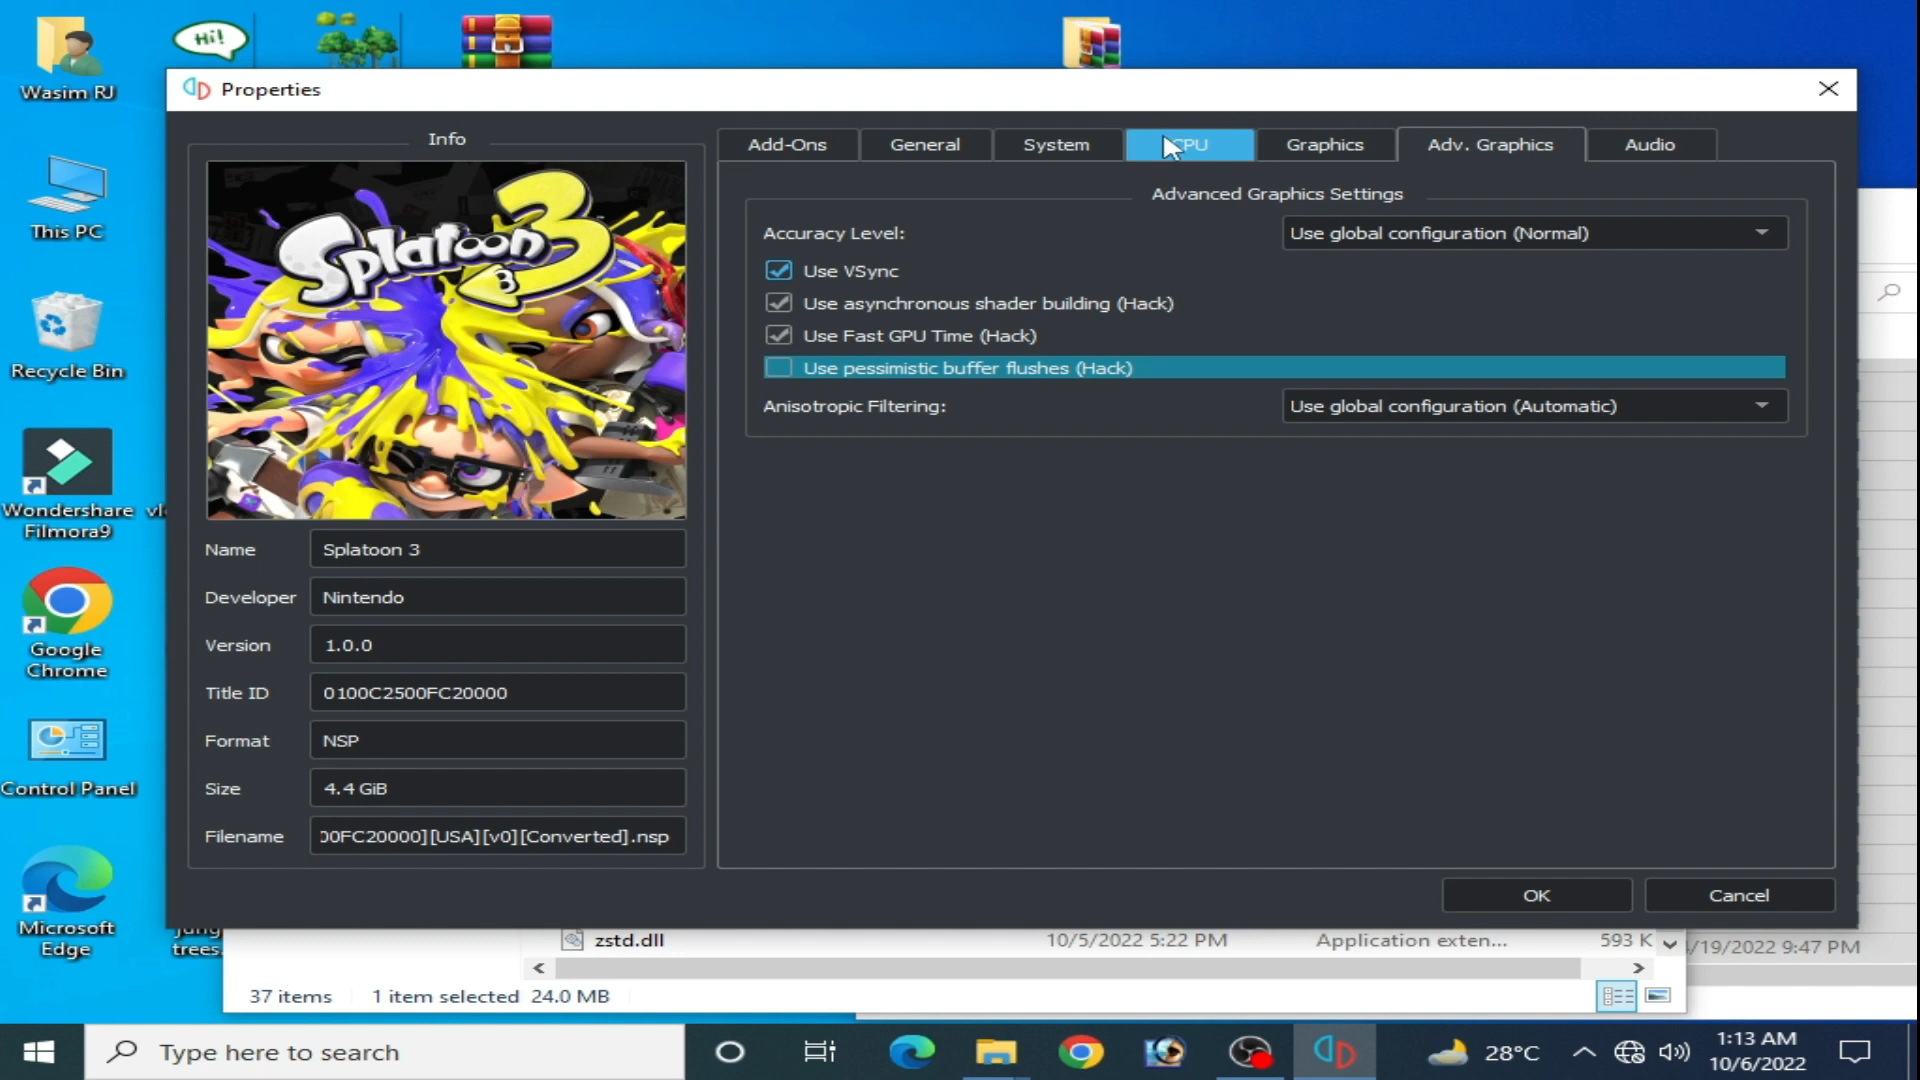 Hi!
Wasim RJ
This PC
Recycle Bin
Wondershare
Filmora9
Google
Chrome
Control Panel
Microsoft
Edge
trees.
Properties
Info
Splatoon
3
Name
Splatoon 3
Developer
Nintendo
Version
1.0.0
Title ID
0100C2500FC20000
Format
NSP
Size
4.4 GiB
Filename
00FC20000][USA][v0][Converted].nsp
Add-Ons
General
System
CPU
Graphics
Adv. Graphics
Audio
Advanced Graphics Settings
Accuracy Level:
Use global configuration (Normal)
Use VSync
Use asynchronous shader building (Hack)
Use Fast GPU Time (Hack)
Use pessimistic buffer flushes (Hack)
Anisotropic Filtering:
Use global configuration (Automatic)
OK
Cancel
zstd.dll
10/5/2022 5:22 PM
Application exten...
593 K
/19/2022 9:47 PM
37 items
1 item selected 24.0 MB
Type here to search
28°C
1:13 AM
10/6/2022